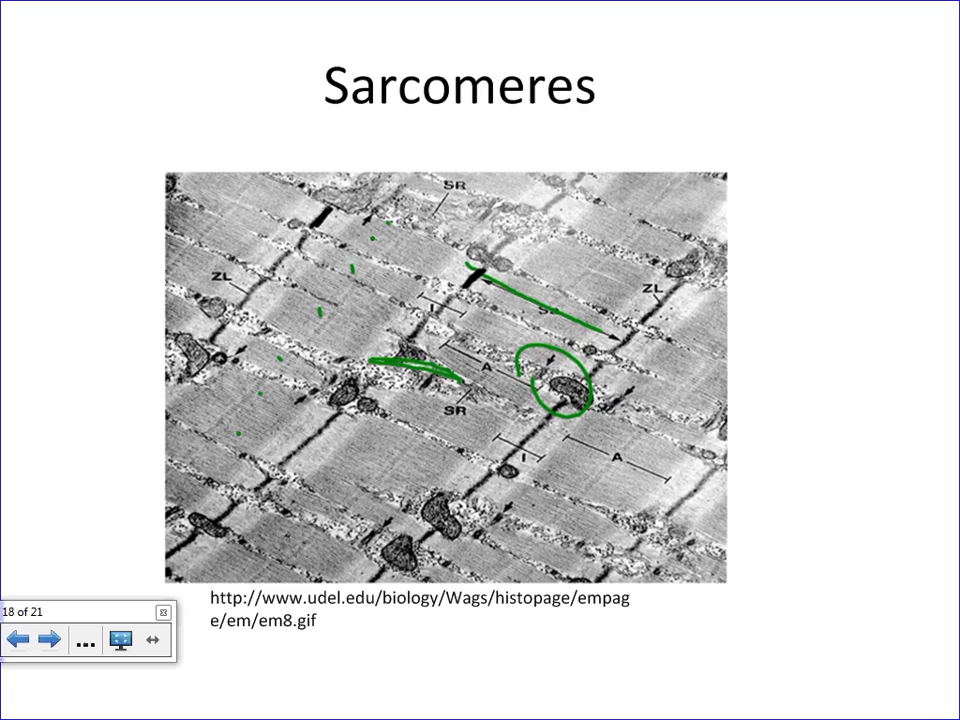 Sarcomeres
SR
ZL
ZL
I
A
SR
I
A
http://www.udel.edu/biology/Wags/histopage/empag
e/em/em8.gif
18 of 21
...